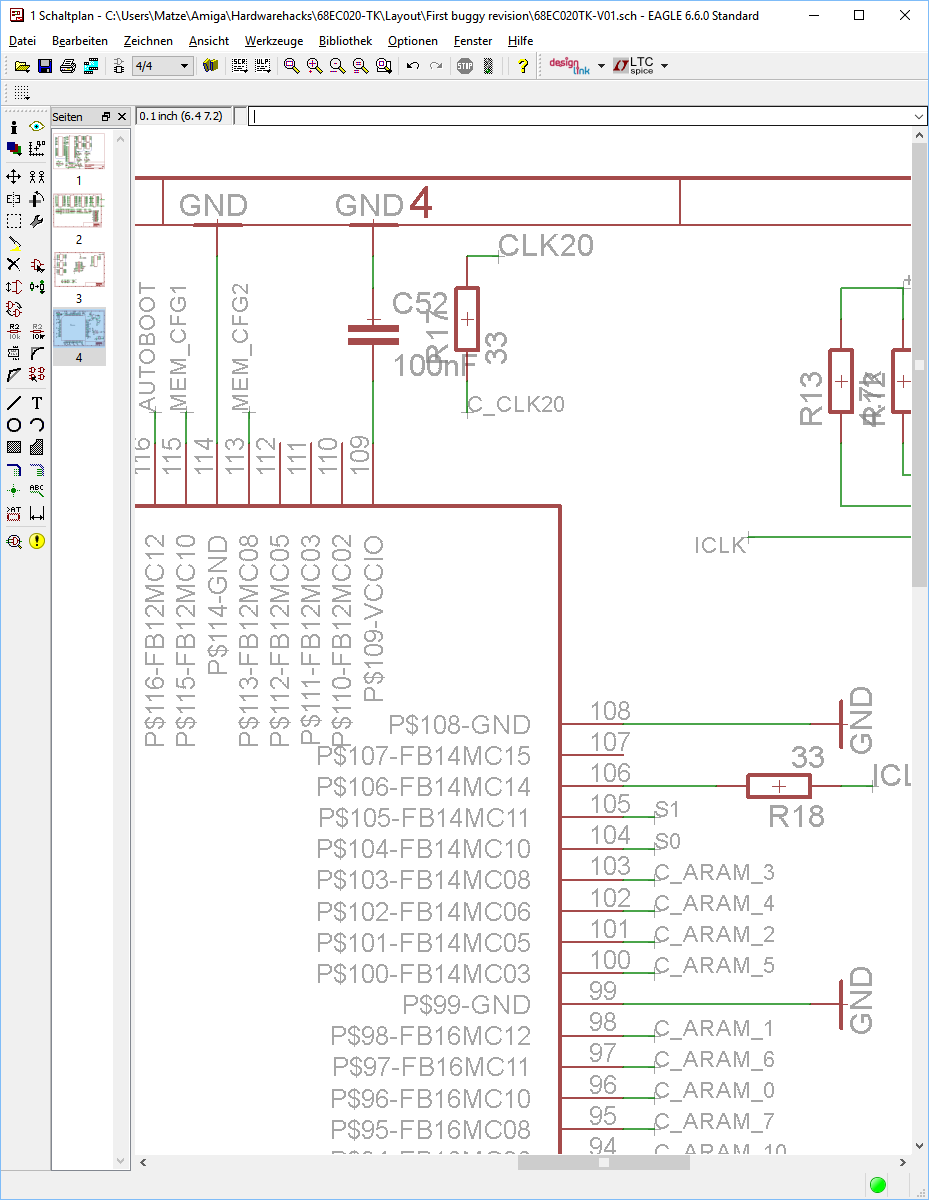 1 Schaltplan - C:\Users\Matze\Amiga\Hardwarehacks\68EC020-TK\Layout\First buggy revision\68EC020TK-V01.sch - EAGLE 6.6.0 Standard
Datei Bearbeiten Zeichnen Ansicht Werkzeuge Bibliothek Optionen Fenster Hilfe
4/4 SCR ULP STOP ? design link LTC spice
Seiten
0.1 inch (6.4 7.2)
1
2
3
4
GND
GND
4
CLK20
C52
100nF
R17
33
C_CLK20
AUTOBOOT
MEM_CFG1
MEM_CFG2
116
115
114
113
112
111
110
109
R13
4.7k
R12
ICLK
P$116-FB12MC12
P$115-FB12MC10
P$114-GND
P$113-FB12MC08
P$112-FB12MC05
P$111-FB12MC03
P$110-FB12MC02
P$109-VCCIO
P$108-GND 108 GND
P$107-FB14MC15 107
33
P$106-FB14MC14 106 ICL
R18
P$105-FB14MC11 105 S1
P$104-FB14MC10 104 S0
P$103-FB14MC08 103 C_ARAM_3
P$102-FB14MC06 102 C_ARAM_4
P$101-FB14MC05 101 C_ARAM_2
P$100-FB14MC03 100 C_ARAM_5
P$99-GND 99 GND
P$98-FB16MC12 98 C_ARAM_1
P$97-FB16MC11 97 C_ARAM_6
P$96-FB16MC10 96 C_ARAM_0
P$95-FB16MC08 95 C_ARAM_7
94 C_ARAM_10